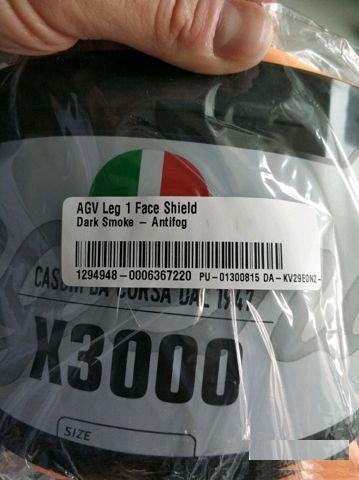 AGV Leg 1 Face Shield
Dark Smoke – Antifog
1294948-0006367220 PU-01300815 DA-KV29E0N2-
CASCHI DA CORSA DAL 1947
X3000
SIZE